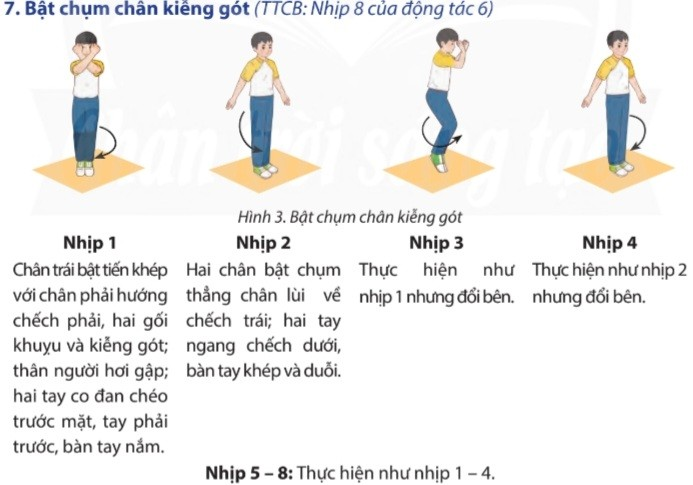 7. Bật chụm chân kiễng gót (TTCB: Nhịp 8 của động tác 6)
Chân trời sáng tạo
Hình 3. Bật chụm chân kiễng gót
Nhịp 1
Chân trái bật tiến khép
với chân phải hướng
chếch phải, hai gối
khuỵu và kiễng gót;
thân người hơi gập;
hai tay co đan chéo
trước mặt, tay phải
trước, bàn tay nắm.
Nhịp 2
Hai chân bật chụm
thẳng chân lùi về
chếch trái; hai tay
ngang chếch dưới,
bàn tay khép và duỗi.
Nhịp 3
Thực hiện như
nhịp 1 nhưng đổi bên.
Nhịp 4
Thực hiện như nhịp 2
nhưng đổi bên.
Nhịp 5 – 8: Thực hiện như nhịp 1 – 4.